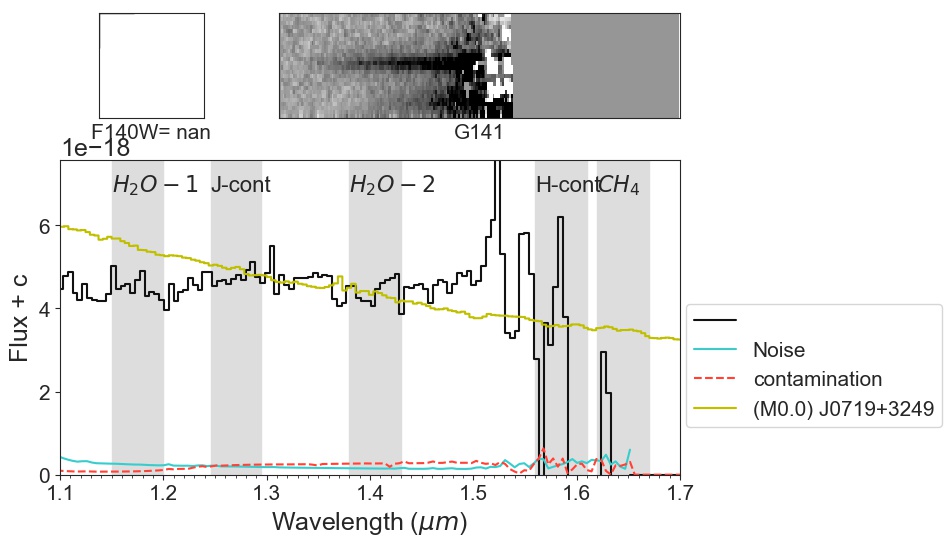 F140W= nan
G141
1e−18
H₂O − 1 J-cont H₂O − 2 H-cont CH₄
6
4
2
0
Flux + c
1.1 1.2 1.3 1.4 1.5 1.6 1.7
Wavelength (μm)
Noise
contamination
(M0.0) J0719+3249